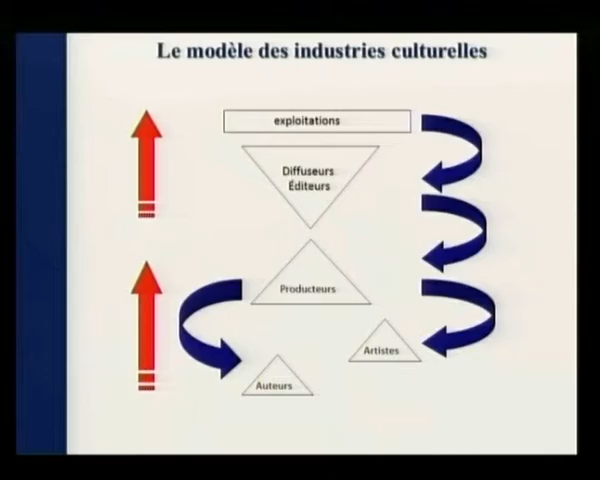 Le modèle des industries culturelles
exploitations
Diffuseurs
Éditeurs
Producteurs
Artistes
Auteurs